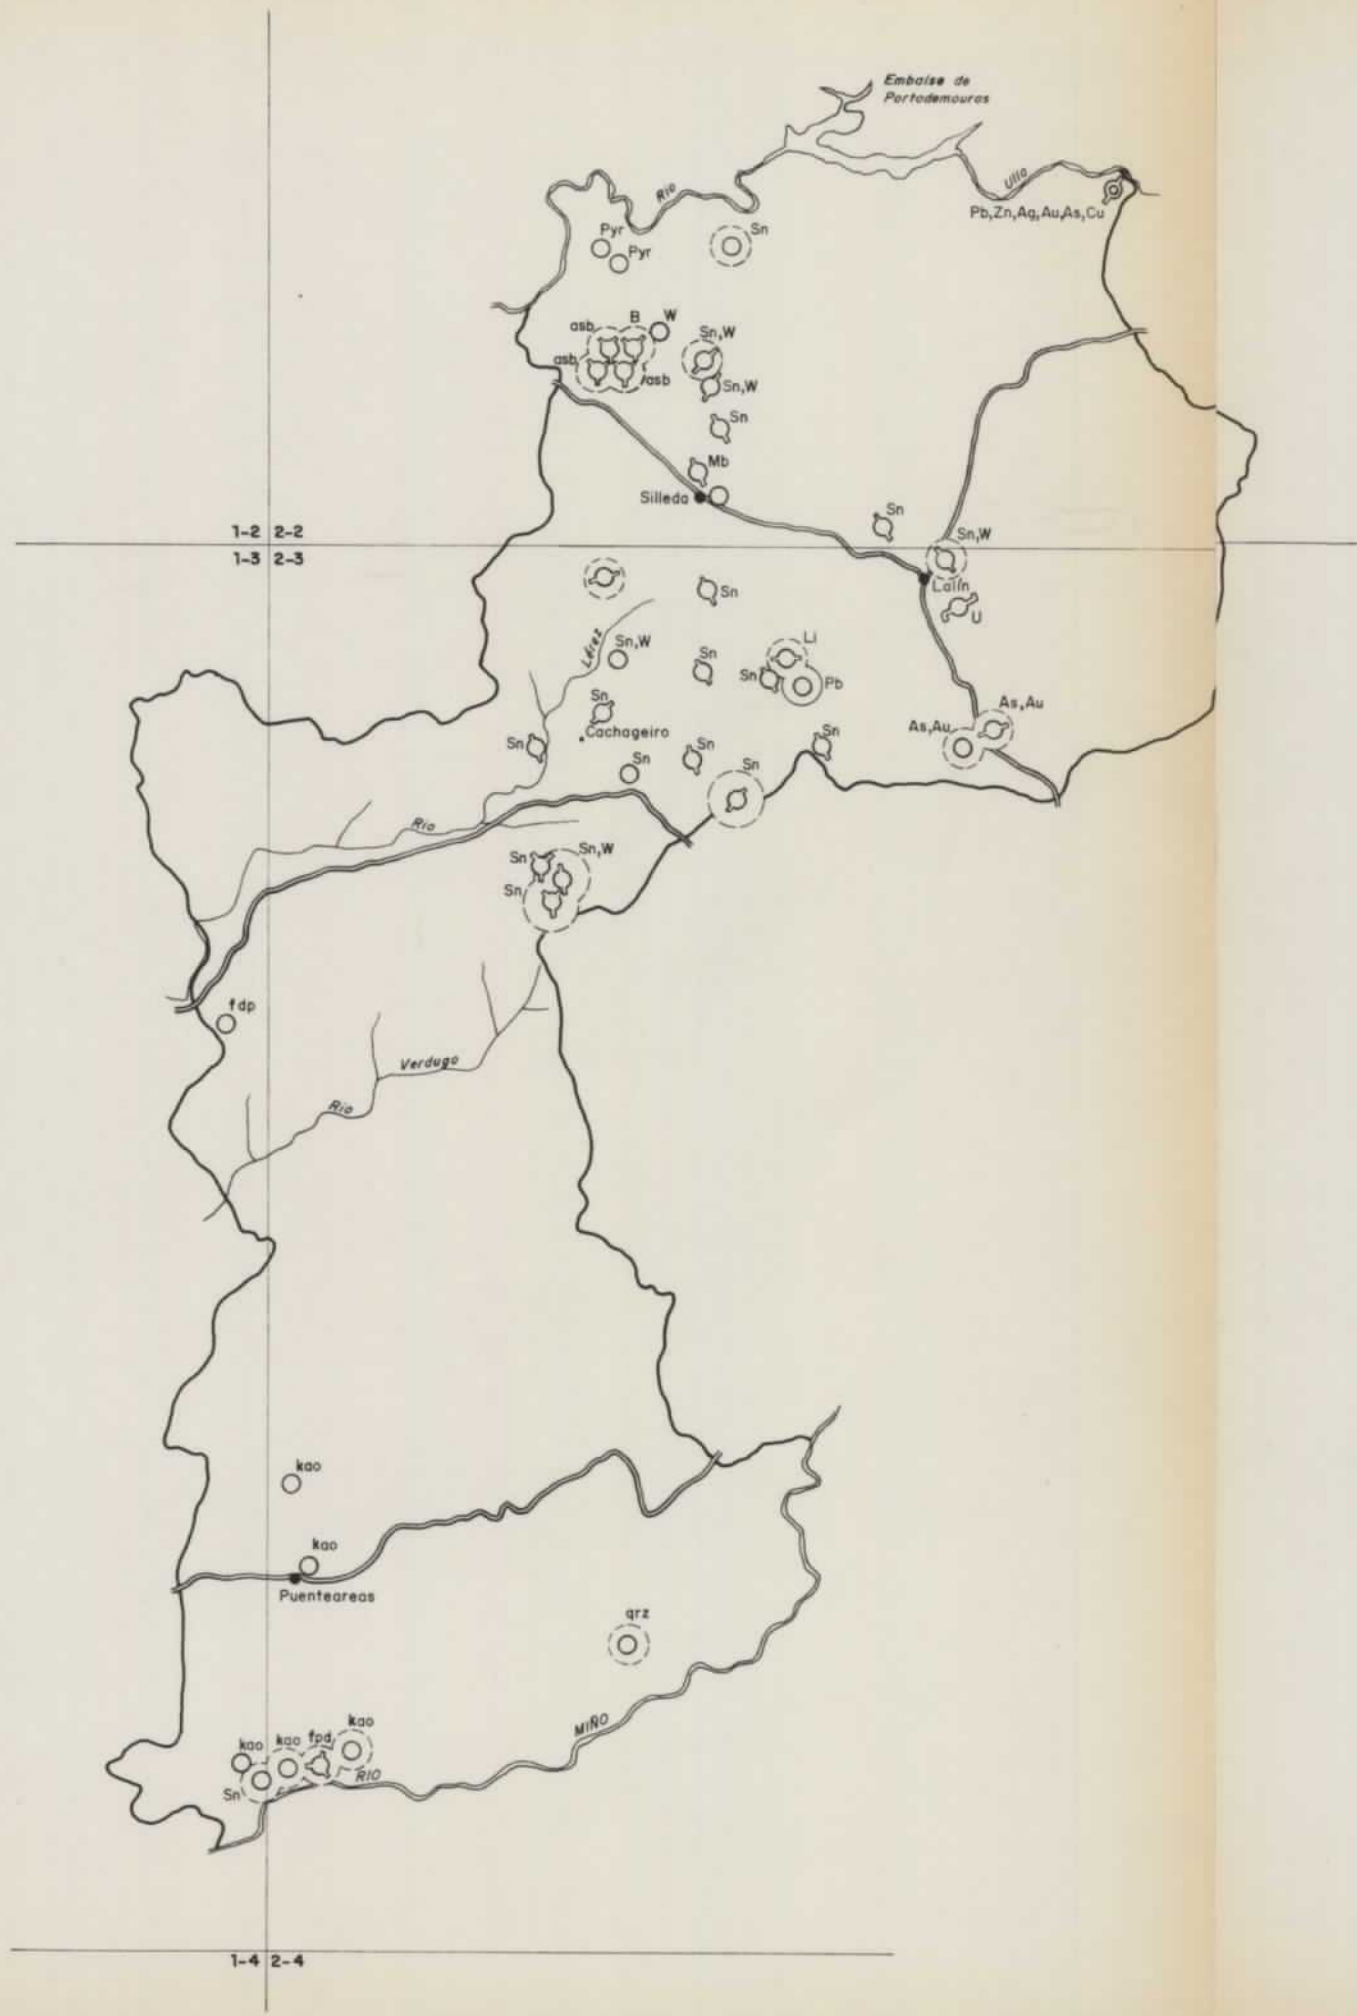 Embalse de
Portodemouros
Rio
Ulla
Pb,Zn,Ag,Au,As,Cu
Pyr
Pyr
Sn
asb
B
W
Sn,W
asb
asb
Sn,W
Sn
Mb
Silleda
Sn
1-2 2-2
Sn,W
1-3 2-3
Lalín
Sn
U
Lérez
Sn,W
Li
Sn
Sn
Pb
Sn
As,Au
As,Au
Cachageiro
Sn
Sn
Sn
Sn
Sn
Rio
Sn
Sn,W
Sn
fdp
Verdugo
Rio
kao
kao
Puenteareas
qrz
MIÑO
kao
kao
fpd
kao
RIO
Sn
1-4 2-4